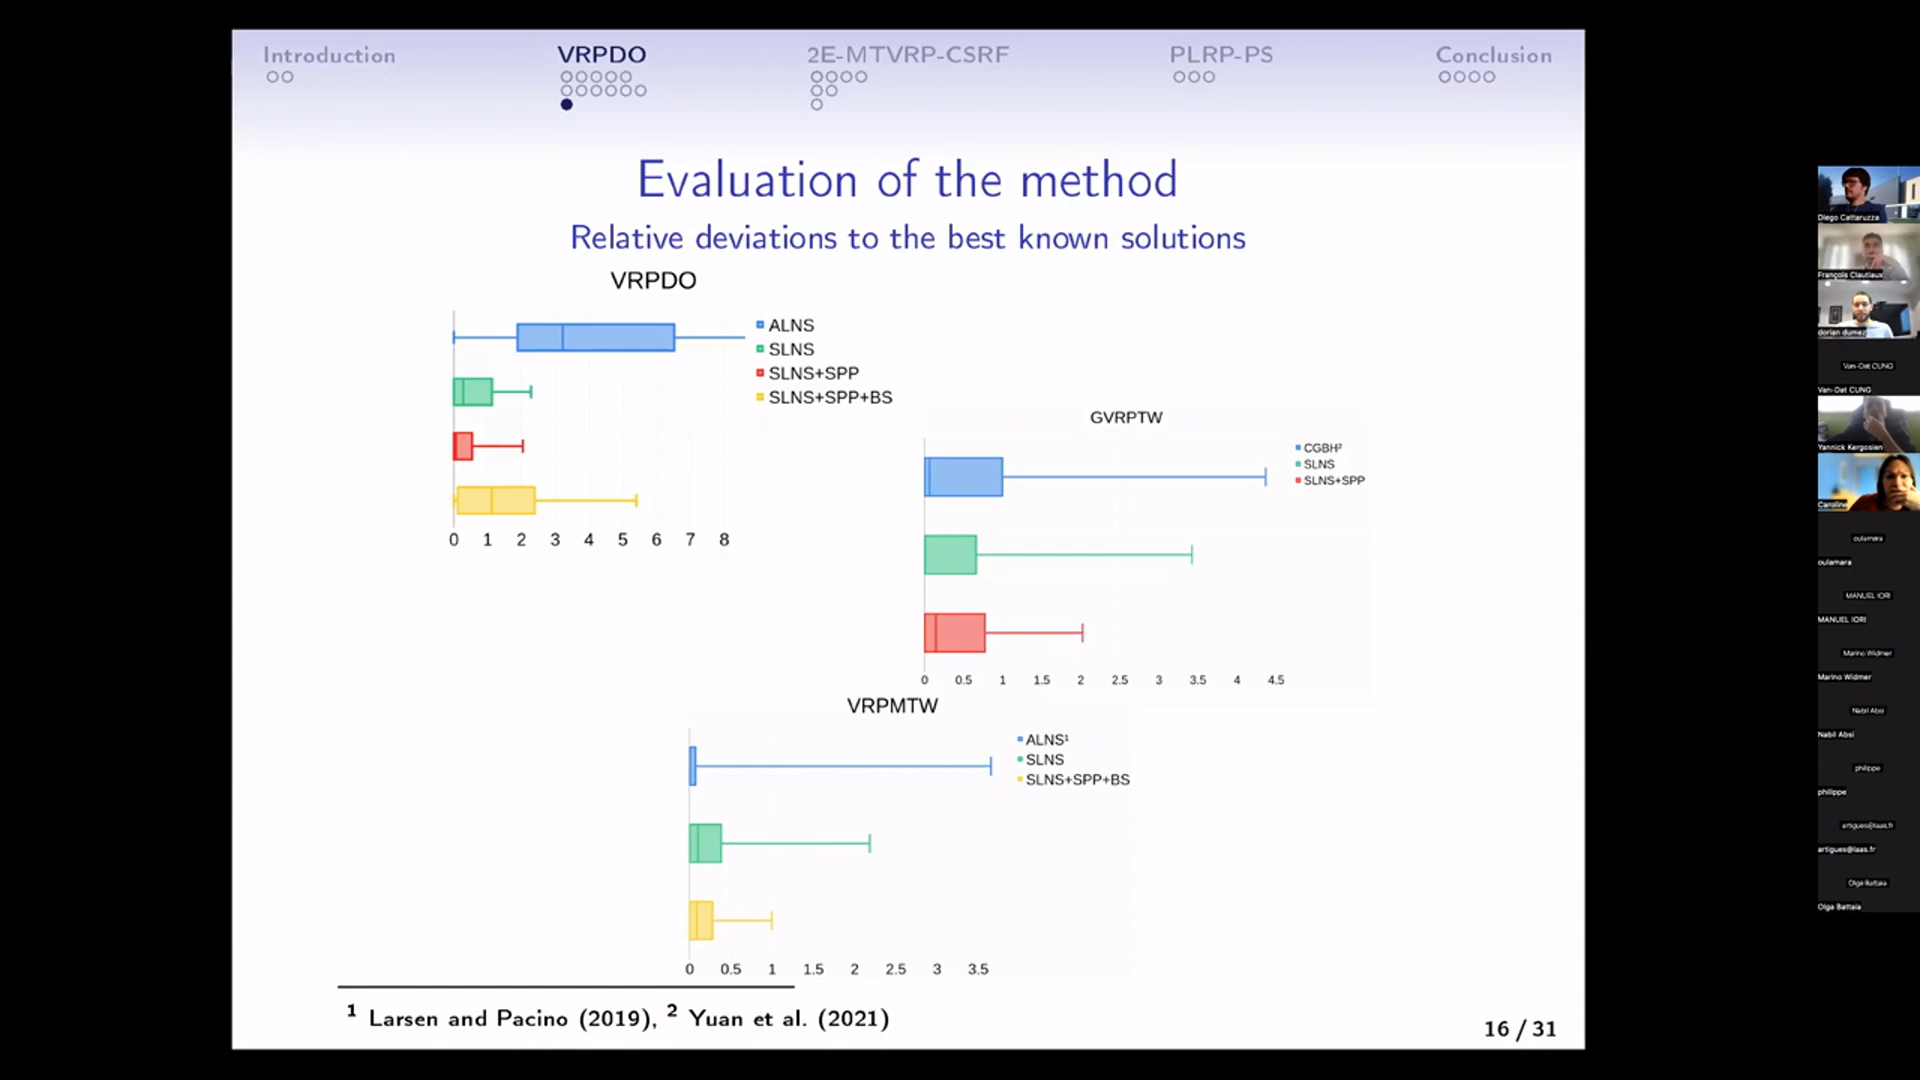 Introduction
VRPDO
2E-MTVRP-CSRF
PLRP-PS
Conclusion
Evaluation of the method
Relative deviations to the best known solutions
VRPDO
ALNS
SLNS
SLNS+SPP
SLNS+SPP+BS
0 1 2 3 4 5 6 7 8
GVRPTW
CGBH²
SLNS
SLNS+SPP
0 0.5 1 1.5 2 2.5 3 3.5 4 4.5
VRPMTW
ALNS¹
SLNS
SLNS+SPP+BS
0 0.5 1 1.5 2 2.5 3 3.5
¹ Larsen and Pacino (2019), ² Yuan et al. (2021)
16 / 31
Diego Cattaruzza
François Clautiaux
dorian dumez
Van-Dat CUNG
Van-Dat CUNG
Yannick Kergosien
Caroline
oulamara
oulamara
MANUEL IORI
MANUEL IORI
Marino Widmer
Marino Widmer
Nabil Absi
Nabil Absi
philippe
philippe
artigues@laas.fr
artigues@laas.fr
Olga Battaia
Olga Battaia